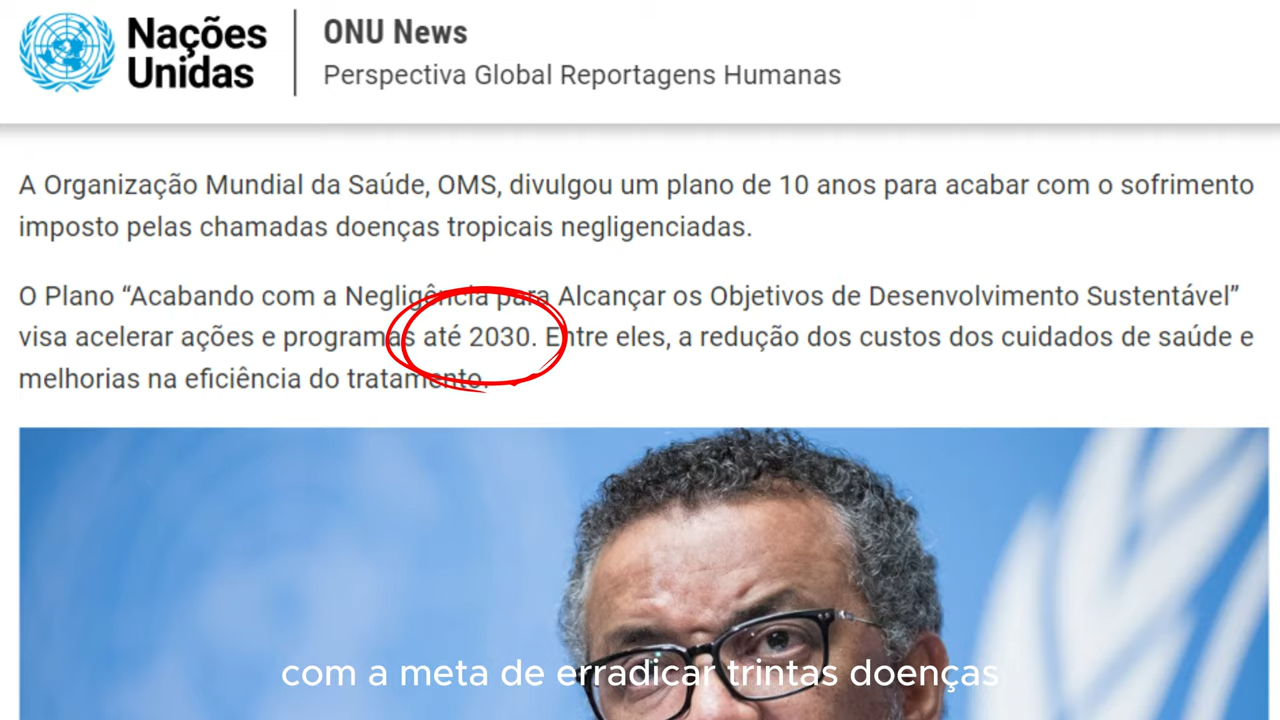 Nações
Unidas
ONU News
Perspectiva Global Reportagens Humanas
A Organização Mundial da Saúde, OMS, divulgou um plano de 10 anos para acabar com o sofrimento
imposto pelas chamadas doenças tropicais negligenciadas.
O Plano “Acabando com a Negligência para Alcançar os Objetivos de Desenvolvimento Sustentável”
visa acelerar ações e programas até 2030. Entre eles, a redução dos custos dos cuidados de saúde e
melhorias na eficiência do tratamento.
com a meta de erradicar trintas doenças